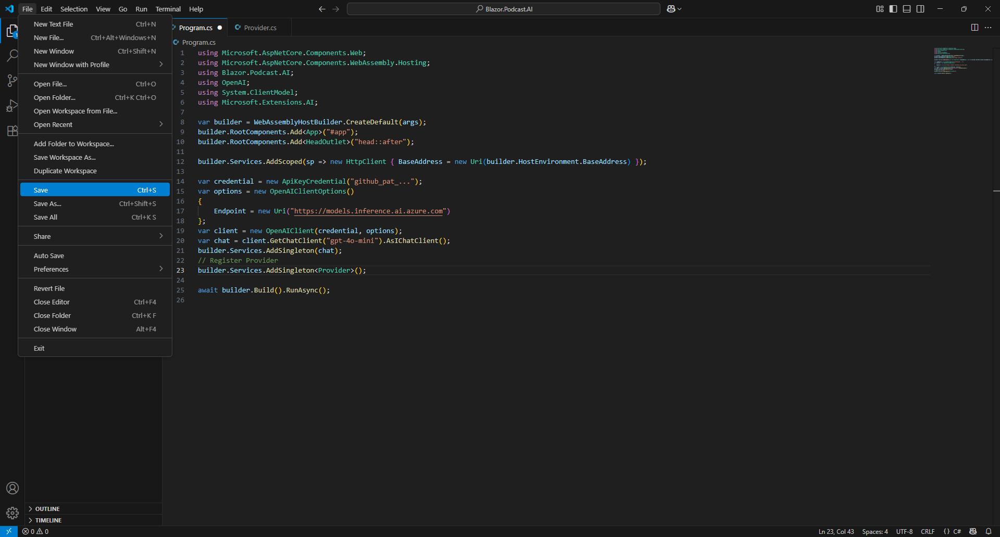 File Edit Selection View Go Run Terminal Help
Blazor.Podcast.AI
New Text File Ctrl+N
New File... Ctrl+Alt+Windows+N
New Window Ctrl+Shift+N
New Window with Profile
Open File... Ctrl+O
Open Folder... Ctrl+K Ctrl+O
Open Workspace from File...
Open Recent
Add Folder to Workspace...
Save Workspace As...
Duplicate Workspace
Save Ctrl+S
Save As... Ctrl+Shift+S
Save All Ctrl+K S
Share
Auto Save
Preferences
Revert File
Close Editor Ctrl+F4
Close Folder Ctrl+K F
Close Window Alt+F4
Exit
1
Program.cs
Provider.cs
Program.cs
1 using Microsoft.AspNetCore.Components.Web;
2 using Microsoft.AspNetCore.Components.WebAssembly.Hosting;
3 using Blazor.Podcast.AI;
4 using OpenAI;
5 using System.ClientModel;
6 using Microsoft.Extensions.AI;
7
8 var builder = WebAssemblyHostBuilder.CreateDefault(args);
9 builder.RootComponents.Add<App>("#app");
10 builder.RootComponents.Add<HeadOutlet>("head::after");
11
12 builder.Services.AddScoped(sp => new HttpClient { BaseAddress = new Uri(builder.HostEnvironment.BaseAddress) });
13
14 var credential = new ApiKeyCredential("github_pat_...");
15 var options = new OpenAIClientOptions()
16 {
17 Endpoint = new Uri("https://models.inference.ai.azure.com")
18 };
19 var client = new OpenAIClient(credential, options);
20 var chat = client.GetChatClient("gpt-4o-mini").AsIChatClient();
21 builder.Services.AddSingleton(chat);
22 // Register Provider
23 builder.Services.AddSingleton<Provider>();
24
25 await builder.Build().RunAsync();
26
OUTLINE
TIMELINE
0 0
Ln 23, Col 43 Spaces: 4 UTF-8 CRLF {} C#